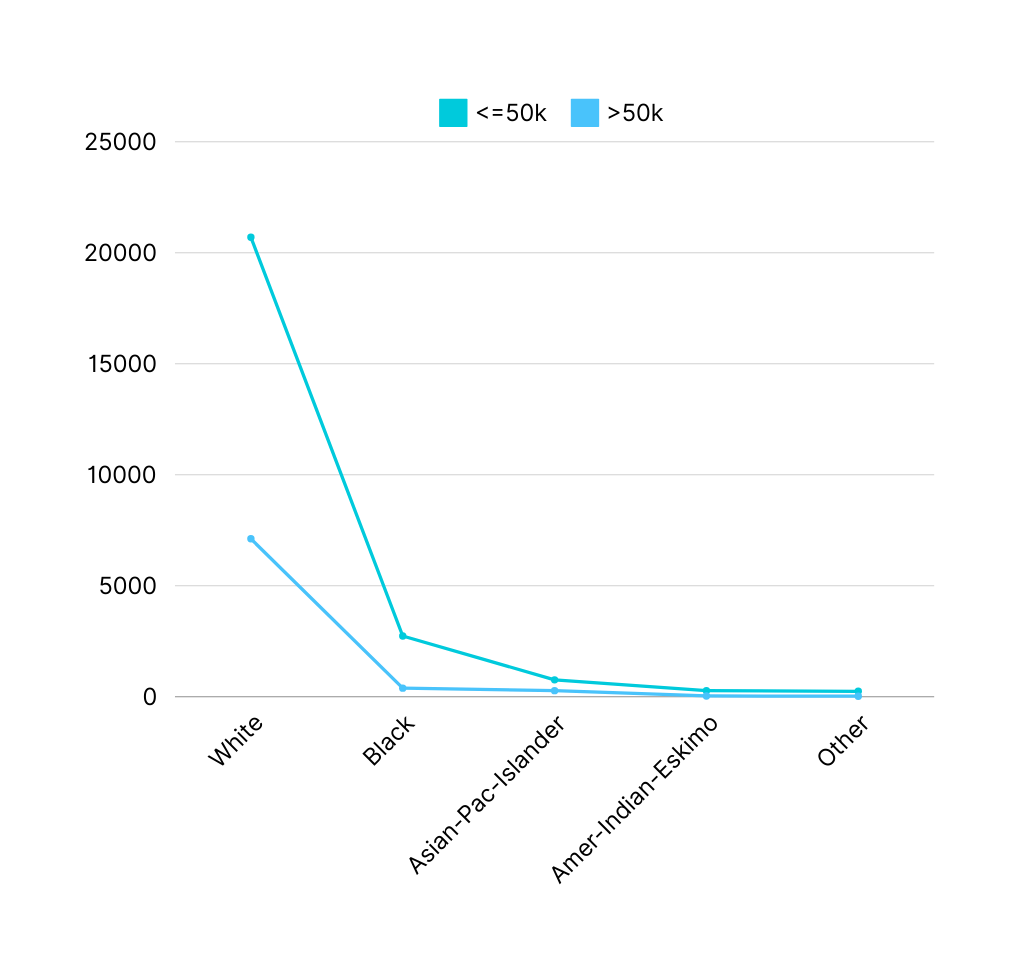 <=50k >50k
25000
20000
15000
10000
5000
0
White
Black
Asian-Pac-Islander
Amer-Indian-Eskimo
Other